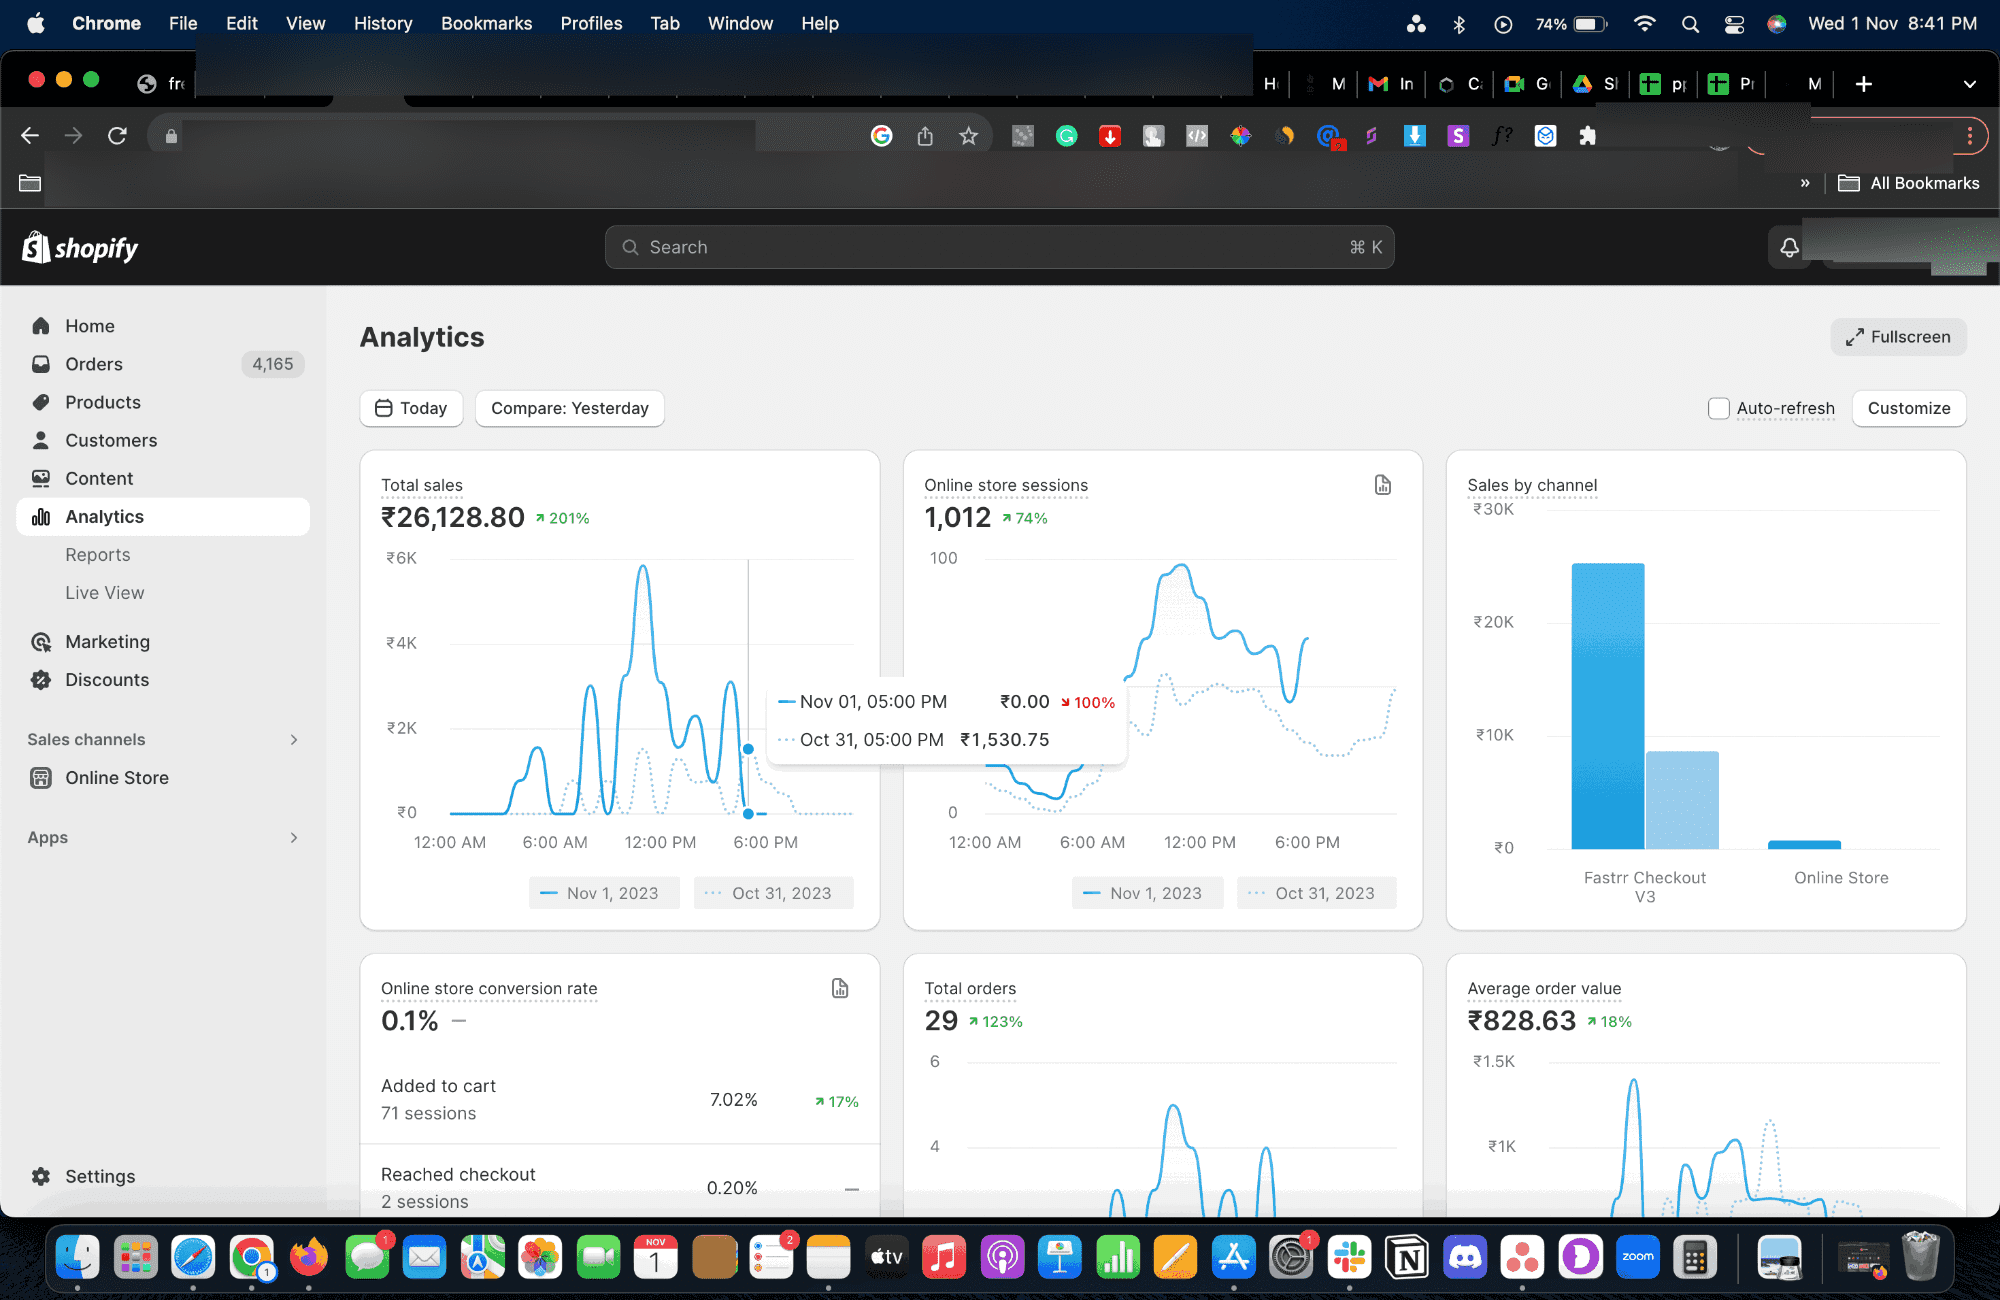 Chrome File Edit View History Bookmarks Profiles Tab Window Help 74% Wed 1 Nov 8:41 PM
M In
All Bookmarks
shopify Search ⌘ K
Home
Orders 4,165
Products
Customers
Content
Analytics
Reports
Live View
Marketing
Discounts
Sales channels
Online Store
Apps
Settings
Analytics Fullscreen
Today Compare: Yesterday Auto-refresh Customize
Total sales
₹26,128.80 201%
₹6K
₹4K
₹2K
₹0
12:00 AM 6:00 AM 12:00 PM 6:00 PM
Nov 1, 2023 Oct 31, 2023
Nov 01, 05:00 PM ₹0.00 100%
Oct 31, 05:00 PM ₹1,530.75
Online store sessions
1,012 74%
100
0
12:00 AM 6:00 AM 12:00 PM 6:00 PM
Nov 1, 2023 Oct 31, 2023
Sales by channel
₹30K
₹20K
₹10K
₹0
Fastrr Checkout Online Store
V3
Online store conversion rate
0.1% —
Added to cart 7.02% 17%
71 sessions
Reached checkout 0.20% —
2 sessions
Total orders
29 123%
6
4
Average order value
₹828.63 18%
₹1.5K
₹1K
NOV
1
tv
zoom